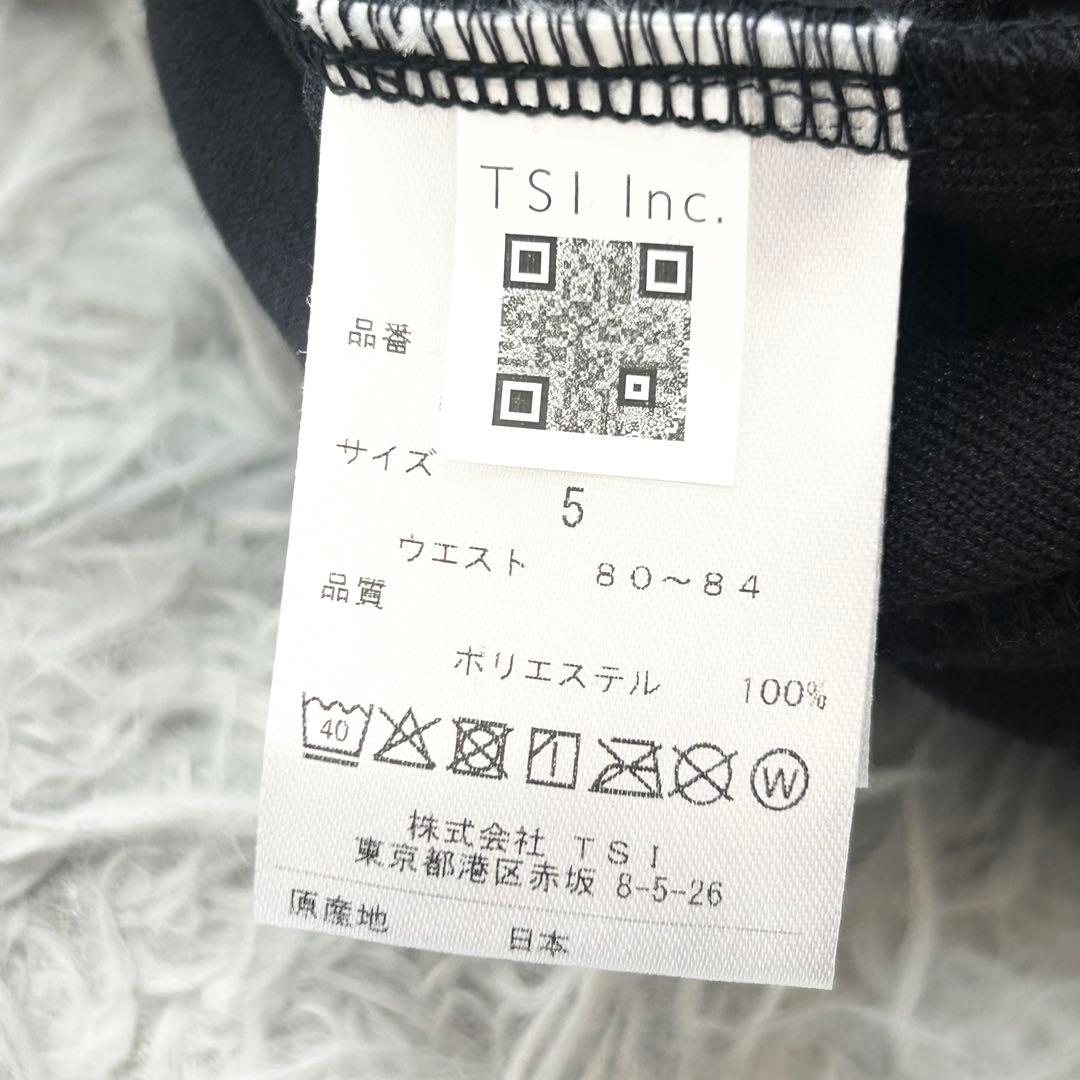 TSI Inc.
品番
サイズ
5
ウエスト 80～84
品質
ポリエステル 100%
40
W
株式会社 TSI
東京都港区赤坂 8-5-26
原産地 日本